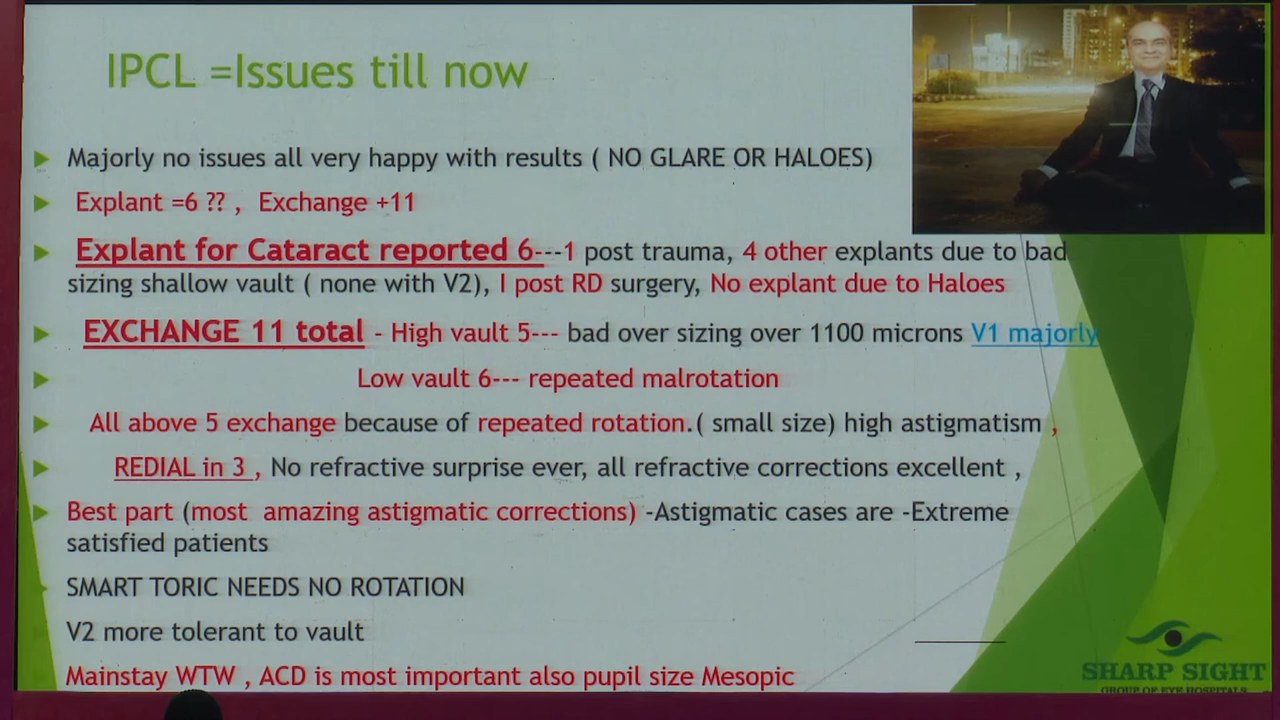 IPCL =Issues till now
Majorly no issues all very happy with results ( NO GLARE OR HALOES)
Explant =6 ?? , Exchange +11
Explant for Cataract reported 6---1 post trauma, 4 other explants due to bad
sizing shallow vault ( none with V2), I post RD surgery, No explant due to Haloes
EXCHANGE 11 total - High vault 5--- bad over sizing over 1100 microns V1 majorly
Low vault 6--- repeated malrotation
All above 5 exchange because of repeated rotation.( small size) high astigmatism ,
REDIAL in 3 , No refractive surprise ever, all refractive corrections excellent ,
Best part (most amazing astigmatic corrections) -Astigmatic cases are -Extreme
satisfied patients
SMART TORIC NEEDS NO ROTATION
V2 more tolerant to vault
Mainstay WTW , ACD is most important also pupil size Mesopic
SHARP SIGHT
GROUP OF EYE HOSPITALS